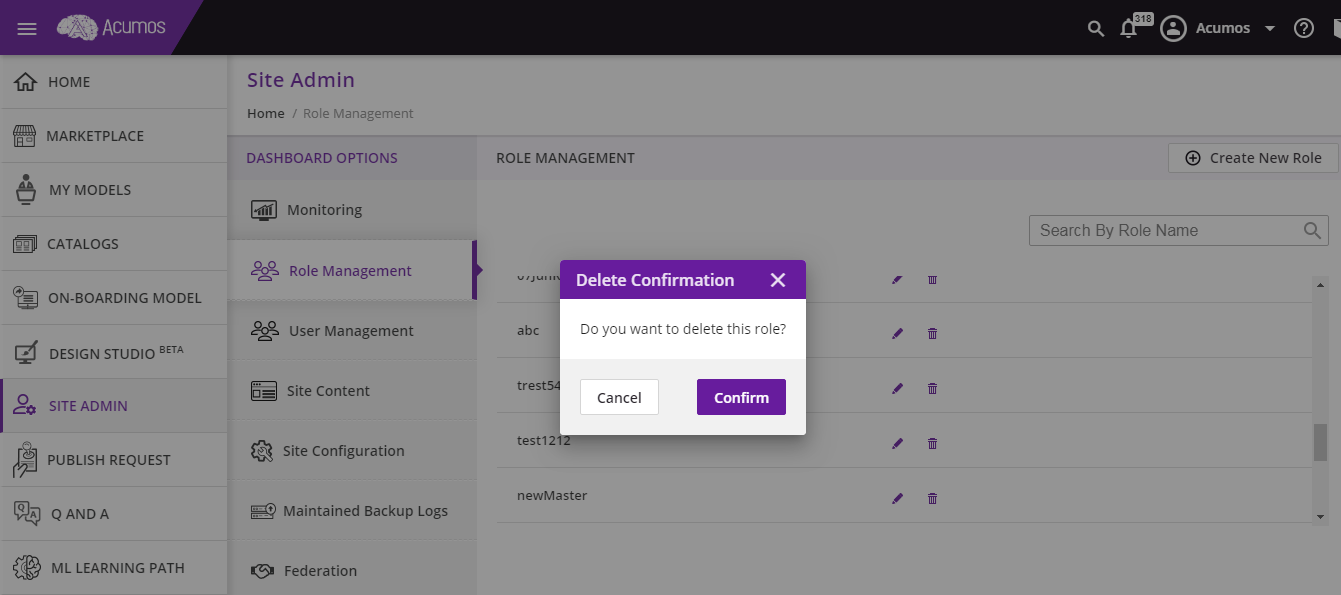 Acumos
318
Acumos
HOME
MARKETPLACE
MY MODELS
CATALOGS
ON-BOARDING MODEL
DESIGN STUDIO BETA
SITE ADMIN
PUBLISH REQUEST
Q AND A
ML LEARNING PATH
Site Admin
Home / Role Management
DASHBOARD OPTIONS
Monitoring
Role Management
User Management
Site Content
Site Configuration
Maintained Backup Logs
Federation
ROLE MANAGEMENT
Create New Role
Search By Role Name
abc
trest54
test1212
newMaster
Delete Confirmation
Do you want to delete this role?
Cancel
Confirm